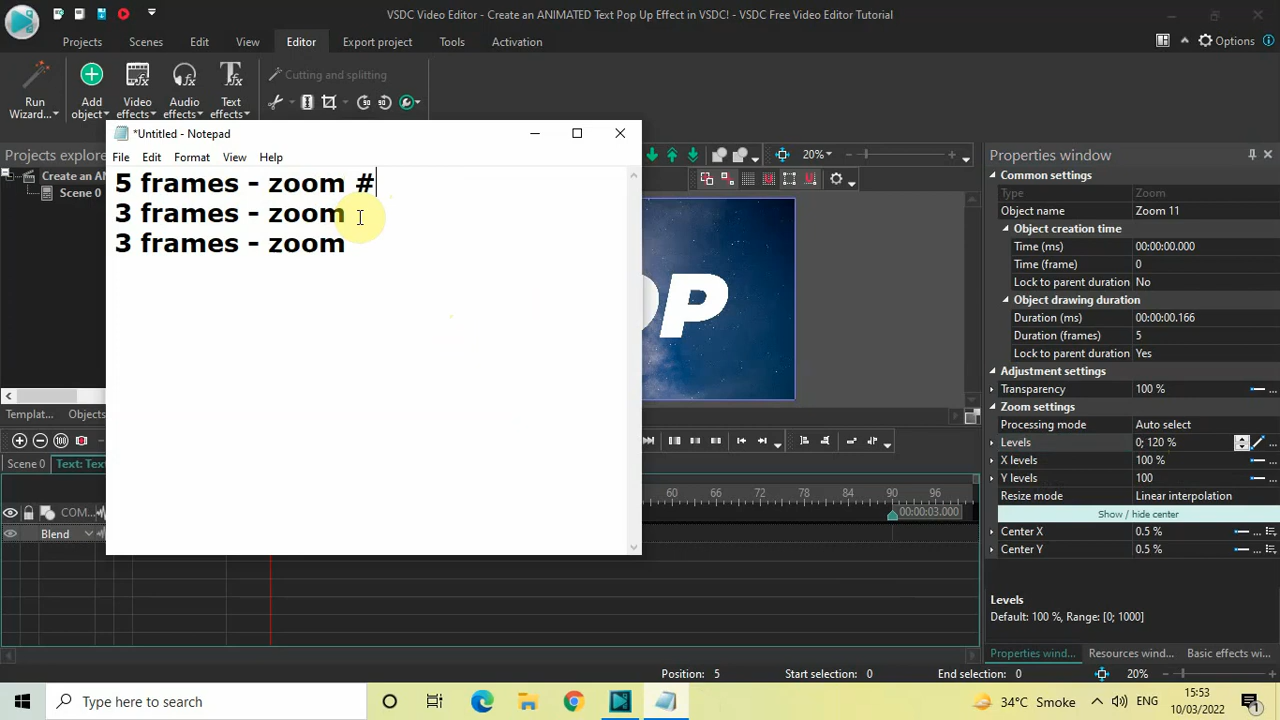 VSDC Video Editor - Create an ANIMATED Text Pop Up Effect in VSDC! - VSDC Free Video Editor Tutorial
Projects Scenes Edit View Editor Export project Tools Activation Options
Cutting and splitting
Run Wizard...
Add object
Video effects
Audio effects
Text effects
Projects explore
Create an AN
Scene 0
*Untitled - Notepad
File Edit Format View Help
5 frames - zoom #
3 frames - zoom
3 frames - zoom
20%
OP
Templat... Objects
Scene 0 Text: Tex
COM...
Blend
60 66 72 78 84 90 96
00:00:03.000
Properties window
Common settings
Type Zoom
Object name Zoom 11
Object creation time
Time (ms) 00:00:00.000
Time (frame) 0
Lock to parent duration No
Object drawing duration
Duration (ms) 00:00:00.166
Duration (frames) 5
Lock to parent duration Yes
Adjustment settings
Transparency 100 %
Zoom settings
Processing mode Auto select
Levels 0; 120 %
X levels 100 %
Y levels 100
Resize mode Linear interpolation
Show / hide center
Center X 0.5 %
Center Y 0.5 %
Levels
Default: 100 %, Range: [0; 1000]
Properties wind... Resources wind... Basic effects wi...
Position: 5 Start selection: 0 End selection: 0 20%
Type here to search
34°C Smoke ENG
15:53
10/03/2022